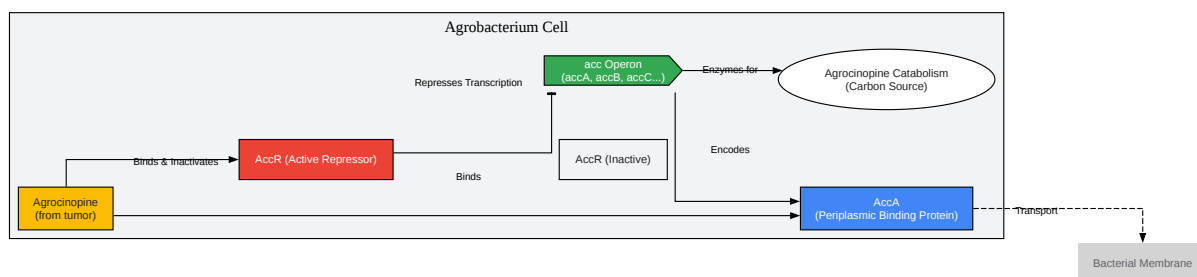 Agrobacterium Cell
acc Operon
(accA, accB, accC...)
Enzymes for
Agrocinopine Catabolism
(Carbon Source)
Represses Transcription
Binds & Inactivates
AccR (Active Repressor)
AccR (Inactive)
Encodes
Binds
Agrocinopine
(from tumor)
AccA
(Periplasmic Binding Protein)
Transport
Bacterial Membrane